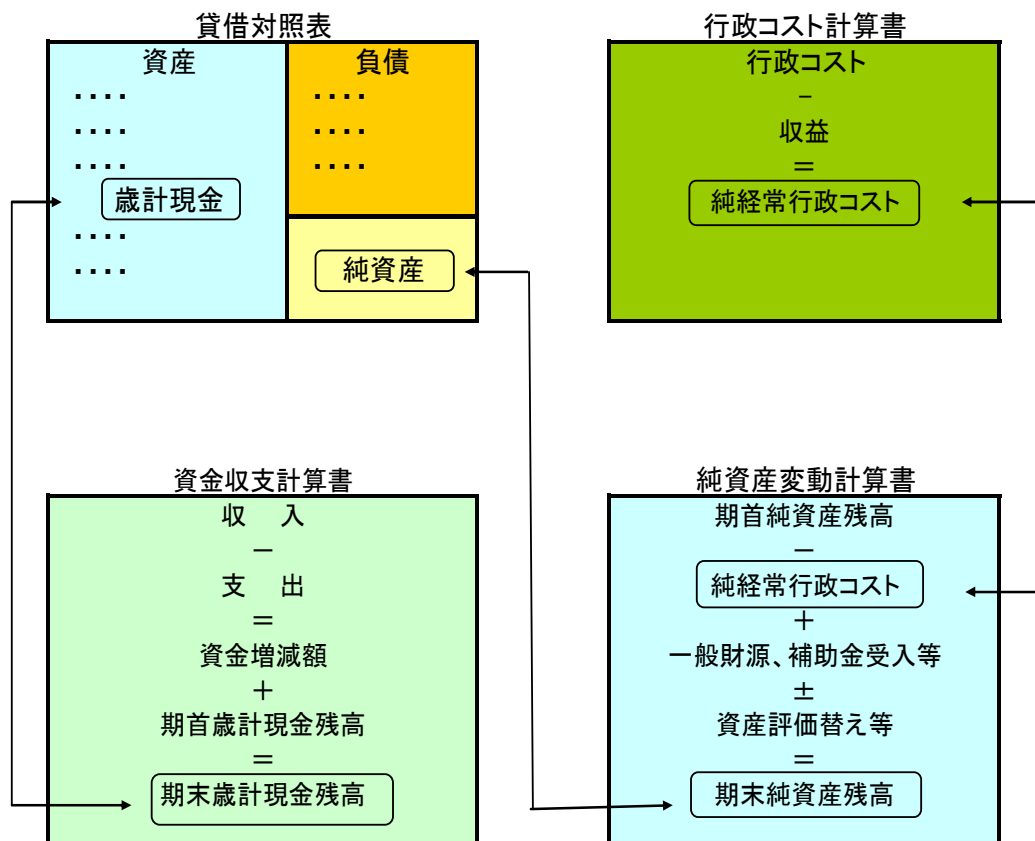 貸借対照表
資産
・・・・
・・・・
・・・・
歳計現金
・・・・
・・・・
負債
・・・・
・・・・
・・・・
純資産
行政コスト計算書
行政コスト
－
収益
＝
純経常行政コスト
資金収支計算書
収　入
－
支　出
＝
資金増減額
＋
期首歳計現金残高
＝
期末歳計現金残高
純資産変動計算書
期首純資産残高
－
純経常行政コスト
＋
一般財源、補助金受入等
±
資産評価替え等
＝
期末純資産残高